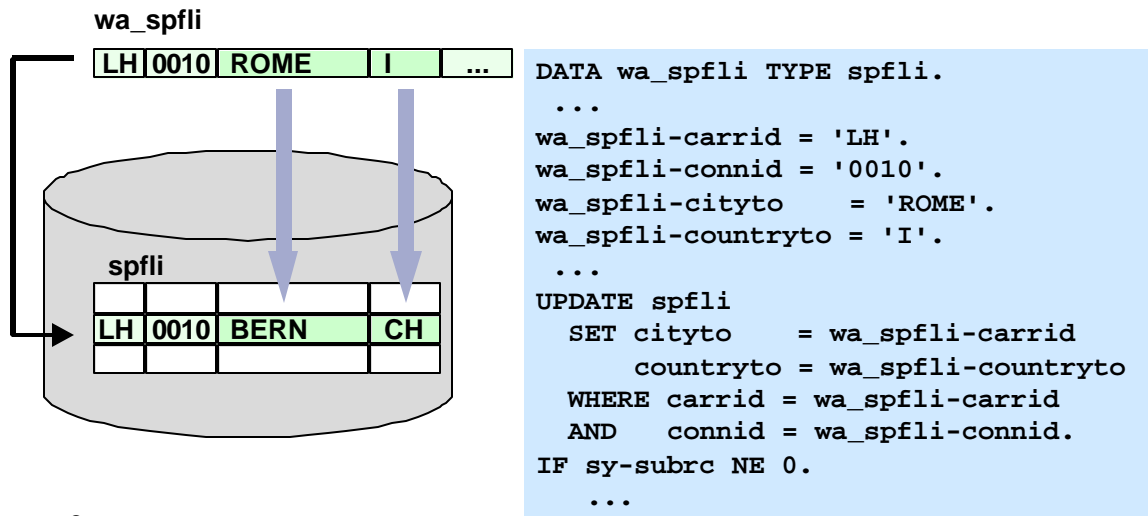 wa_spfli
LH 0010 ROME I ...
spfli
LH 0010 BERN CH
DATA wa_spfli TYPE spfli.
...
wa_spfli-carrid = 'LH'.
wa_spfli-connid = '0010'.
wa_spfli-cityto = 'ROME'.
wa_spfli-countryto = 'I'.
...
UPDATE spfli
SET cityto = wa_spfli-carrid
countryto = wa_spfli-countryto
WHERE carrid = wa_spfli-carrid
AND connid = wa_spfli-connid.
IF sy-subrc NE 0.
...